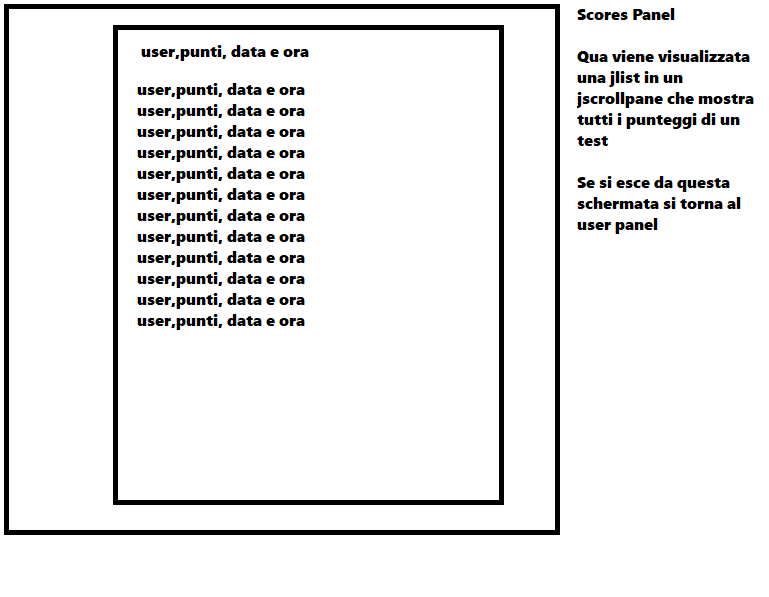 user,punti, data e ora
user,punti, data e ora
user,punti, data e ora
user,punti, data e ora
user,punti, data e ora
user,punti, data e ora
user,punti, data e ora
user,punti, data e ora
user,punti, data e ora
user,punti, data e ora
user,punti, data e ora
user,punti, data e ora
user,punti, data e ora
Scores Panel
Qua viene visualizzata
una jlist in un
jscrollpane che mostra
tutti i punteggi di un
test
Se si esce da questa
schermata si torna al
user panel